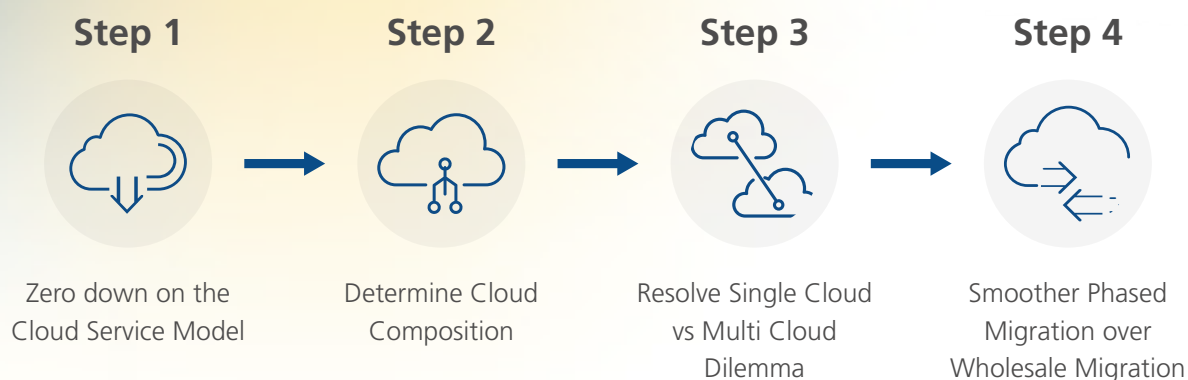 Step 1
Step 2
Step 3
Step 4
Zero down on the
Cloud Service Model
Determine Cloud
Composition
Resolve Single Cloud
vs Multi Cloud
Dilemma
Smoother Phased
Migration over
Wholesale Migration